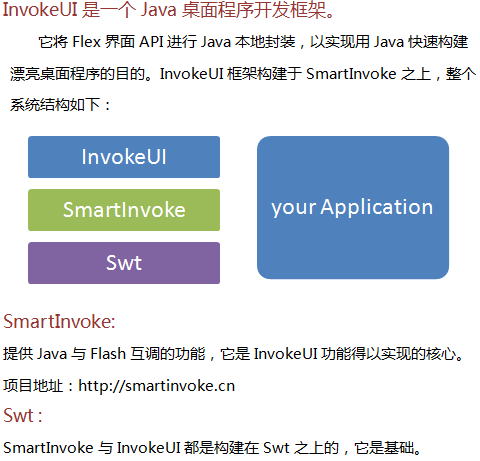 InvokeUI 是一个 Java 桌面程序开发框架。
它将 Flex 界面 API 进行 Java 本地封装，以实现用 Java 快速构建
漂亮桌面程序的目的。InvokeUI 框架构建于 SmartInvoke 之上，整个
系统结构如下：
InvokeUI
SmartInvoke
your Application
Swt
SmartInvoke:
提供 Java 与 Flash 互调的功能，它是 InvokeUI 功能得以实现的核心。
项目地址：http://smartinvoke.cn
Swt :
SmartInvoke 与 InvokeUI 都是构建在 Swt 之上的，它是基础。